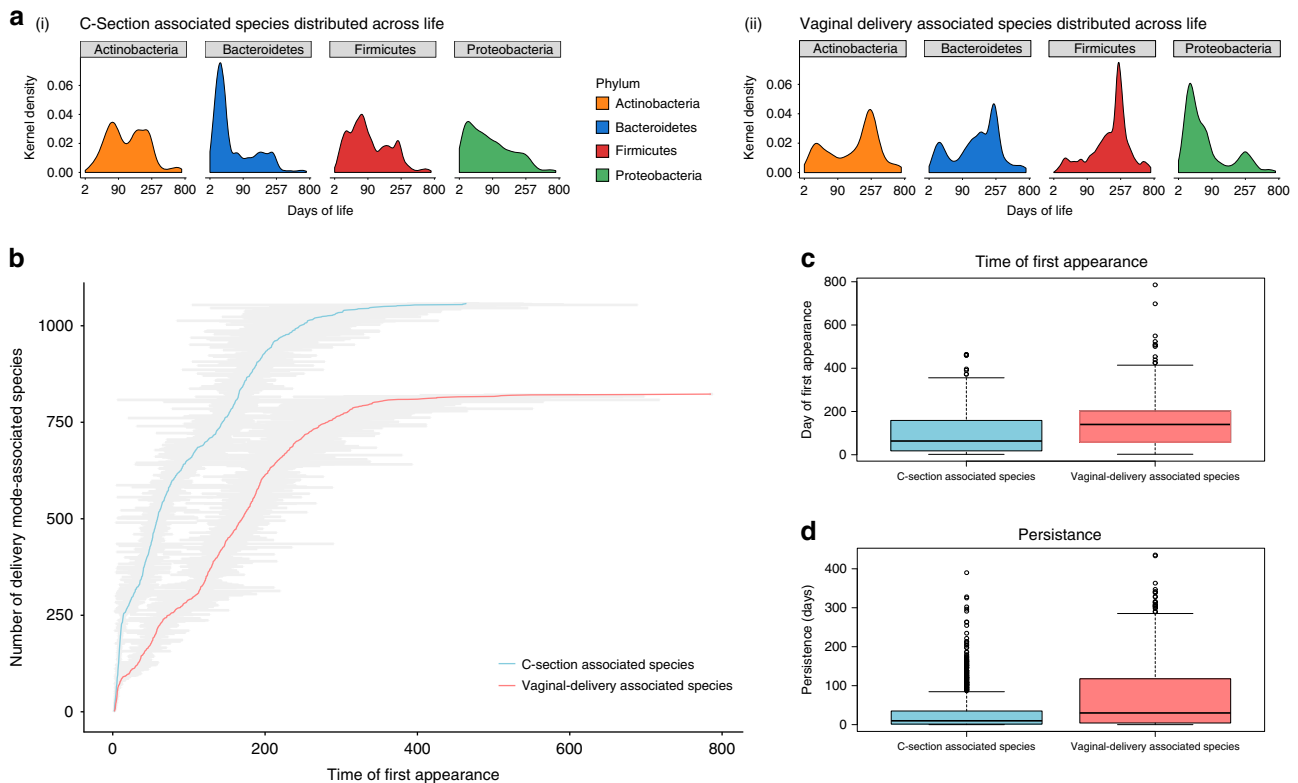 a
(i) C-Section associated species distributed across life
Actinobacteria Bacteroidetes Firmicutes Proteobacteria
Kernel density
0.06
0.04
0.02
0.00
2 90 257 800 2 90 257 800 2 90 257 800 2 90 257 800
Days of life
Phylum
Actinobacteria
Bacteroidetes
Firmicutes
Proteobacteria
(ii) Vaginal delivery associated species distributed across life
Actinobacteria Bacteroidetes Firmicutes Proteobacteria
Kernel density
0.06
0.04
0.02
0.00
2 90 257 800 2 90 257 800 2 90 257 800 2 90 257 800
Days of life
b
Number of delivery mode-associated species
1000
750
500
250
0
0 200 400 600 800
Time of first appearance
C-section associated species
Vaginal-delivery associated species
c
Time of first appearance
Day of first appearance
800
600
400
200
0
C-section associated species Vaginal-delivery associated species
d
Persistance
Persistence (days)
400
300
200
100
0
C-section associated species Vaginal-delivery associated species